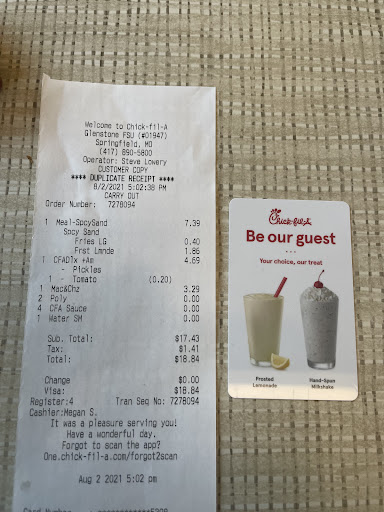 Welcome to Chick-fil-A
Glenstone FSU (#01947)
Springfield, MO
(417) 890-5800
Operator: Steve Lowery
CUSTOMER COPY
**** DUPLICATE RECEIPT ****
8/2/2021 5:02:38 PM
CARRY OUT
Order Number: 7278094
1 Meal-SpcySand 7.39
Spcy Sand
Fries LG 0.40
Frst Lmnde 1.86
1 CFADlx +Am 4.69
- Pickles
1 - Tomato (0.20)
1 Mac&Chz 3.29
2 Poly 0.00
4 CFA Sauce 0.00
1 Water SM 0.00
Sub. Total: $17.43
Tax: $1.41
Total: $18.84
Change $0.00
Visa: $18.84
Register:4 Tran Seq No: 7278094
Cashier:Megan S.
It was a pleasure serving you!
Have a wonderful day.
Forgot to scan the app?
One.chick-fil-a.com/forgot2scan
Aug 2 2021 5:02 pm
Chick-fil-A
Be our guest
Your choice, our treat
Frosted
Lemonade
Hand-Spun
Milkshake